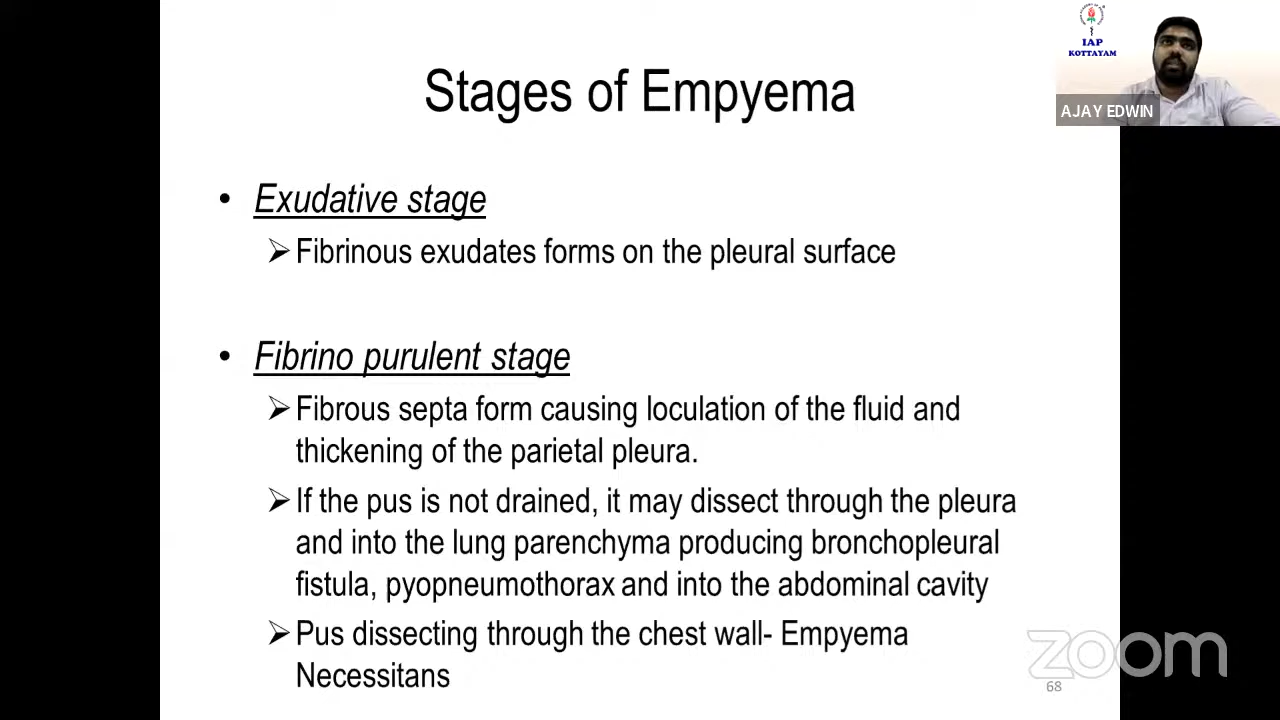 IAP
KOTTAYAM
AJAY EDWIN
Stages of Empyema
• Exudative stage
➢ Fibrinous exudates forms on the pleural surface
• Fibrino purulent stage
➢ Fibrous septa form causing loculation of the fluid and
thickening of the parietal pleura.
➢ If the pus is not drained, it may dissect through the pleura
and into the lung parenchyma producing bronchopleural
fistula, pyopneumothorax and into the abdominal cavity
➢ Pus dissecting through the chest wall- Empyema
Necessitans
zoom
68